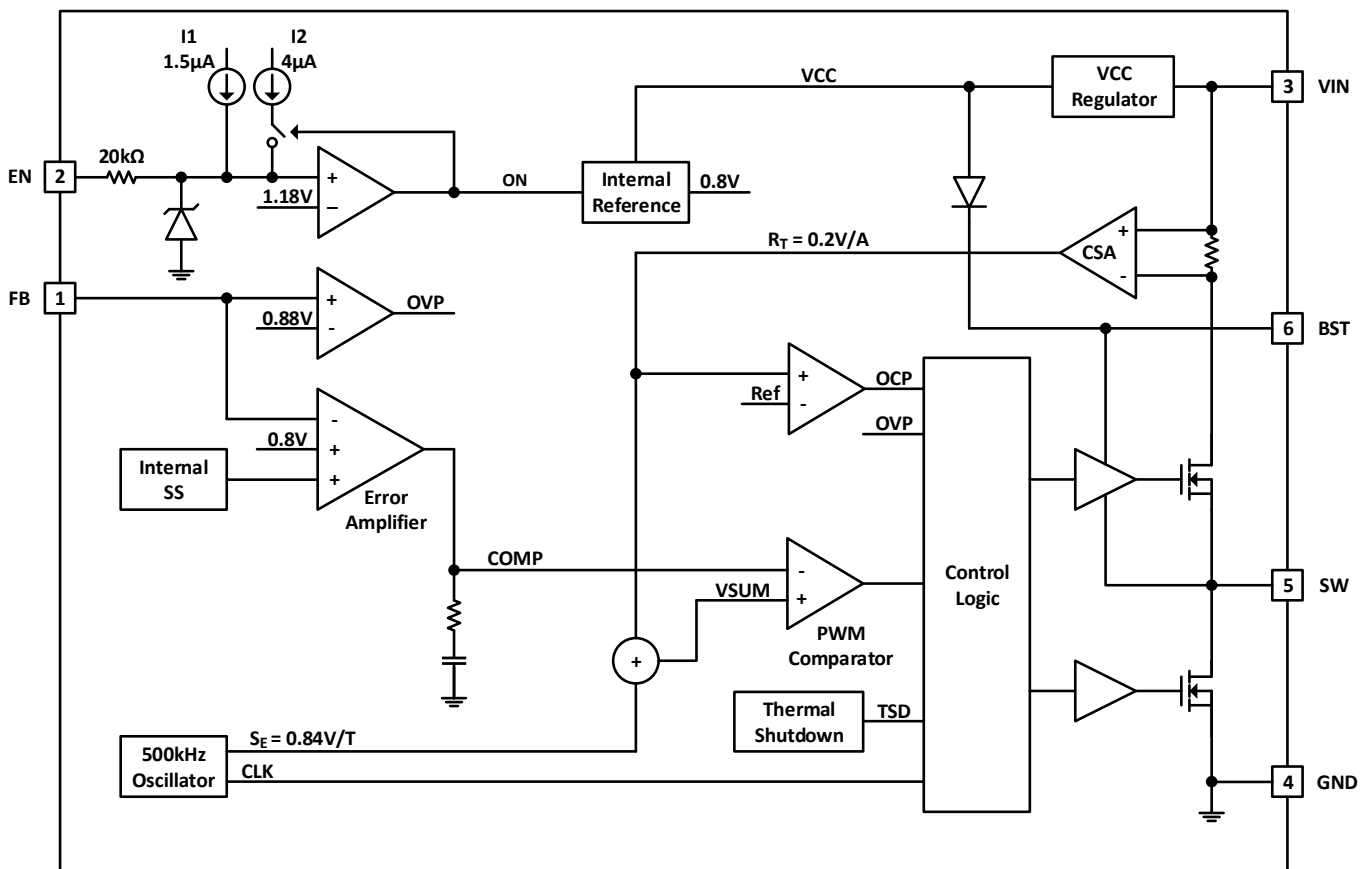 I1
1.5µA
I2
4µA
VCC
VCC
Regulator
3
VIN
EN
2
20kΩ
+
1.18V
–
ON
Internal
Reference
0.8V
RT = 0.2V/A
CSA
+
-
FB
1
+
0.88V
-
OVP
6
BST
+
Ref
-
OCP
OVP
-
0.8V
+
+
Internal
SS
Error
Amplifier
COMP
-
VSUM
+
PWM
Comparator
Control
Logic
5
SW
+
Thermal
Shutdown
TSD
SE = 0.84V/T
500kHz
Oscillator
CLK
4
GND